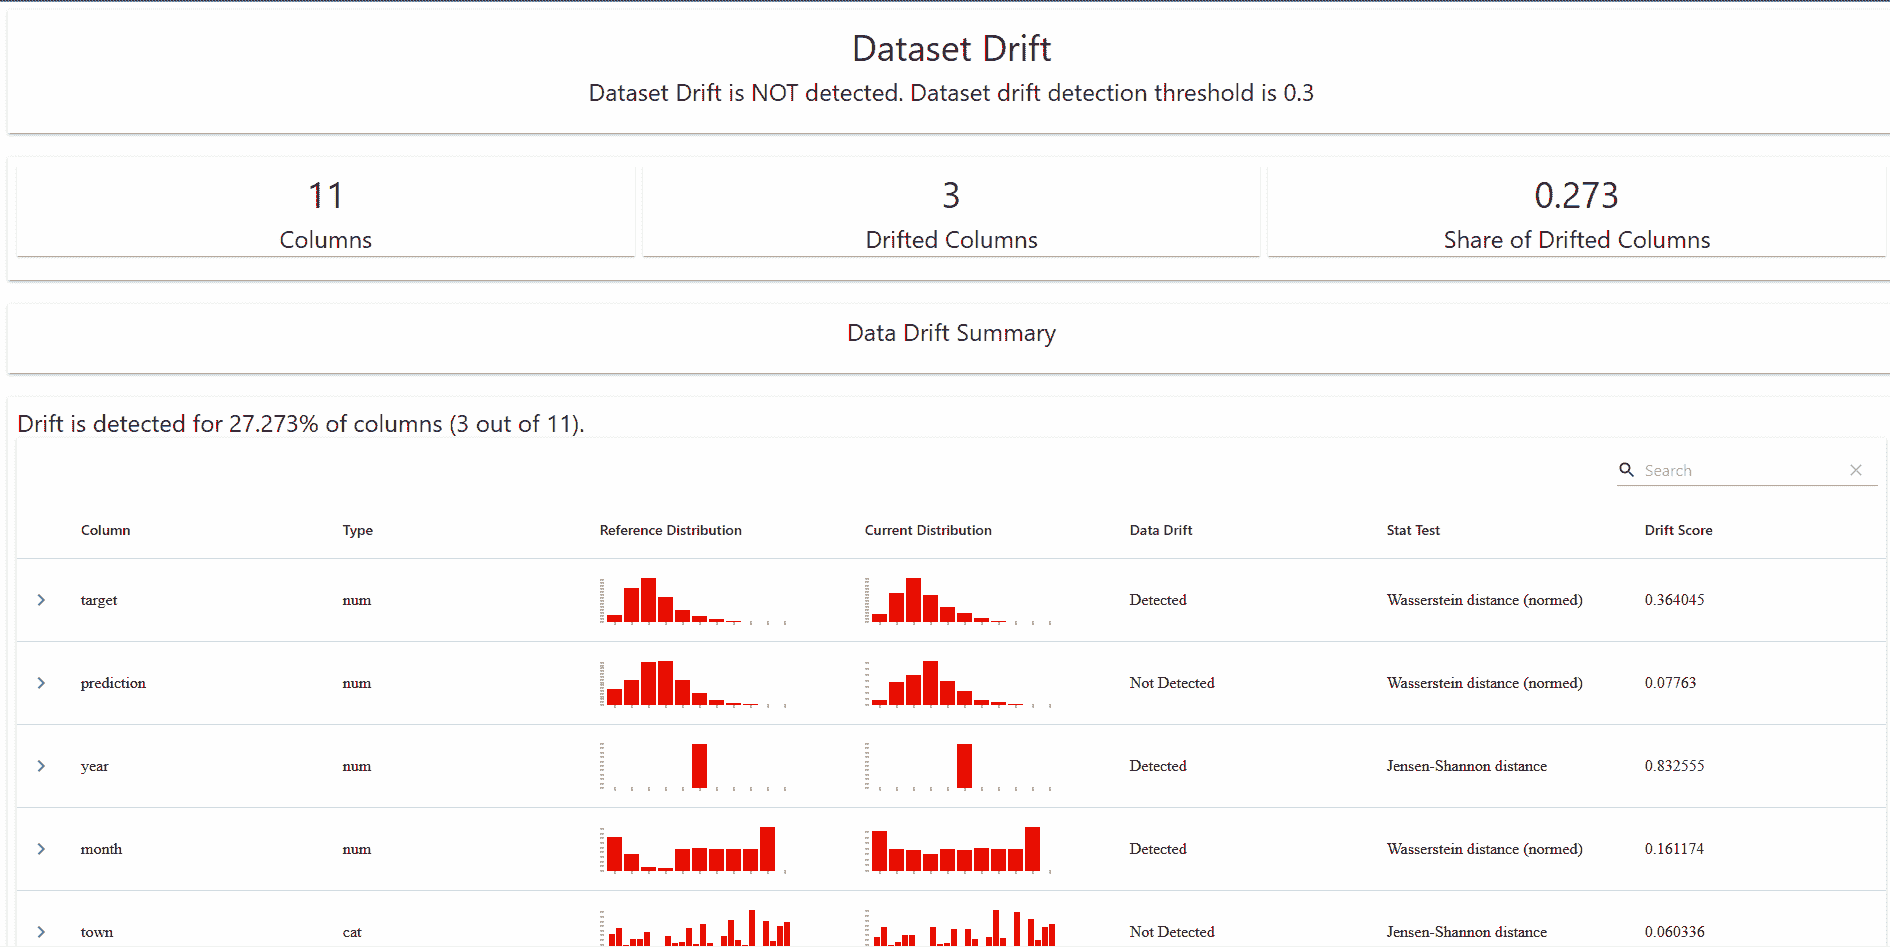 Dataset Drift
Dataset Drift is NOT detected. Dataset drift detection threshold is 0.3
11 3 0.273
Columns Drifted Columns Share of Drifted Columns
Data Drift Summary
Drift is detected for 27.273% of columns (3 out of 11).
Search
Column Type Reference Distribution Current Distribution Data Drift Stat Test Drift Score
target num Detected Wasserstein distance (normed) 0.364045
prediction num Not Detected Wasserstein distance (normed) 0.07763
year num Detected Jensen-Shannon distance 0.832555
month num Detected Wasserstein distance (normed) 0.161174
town cat Not Detected Jensen-Shannon distance 0.060336